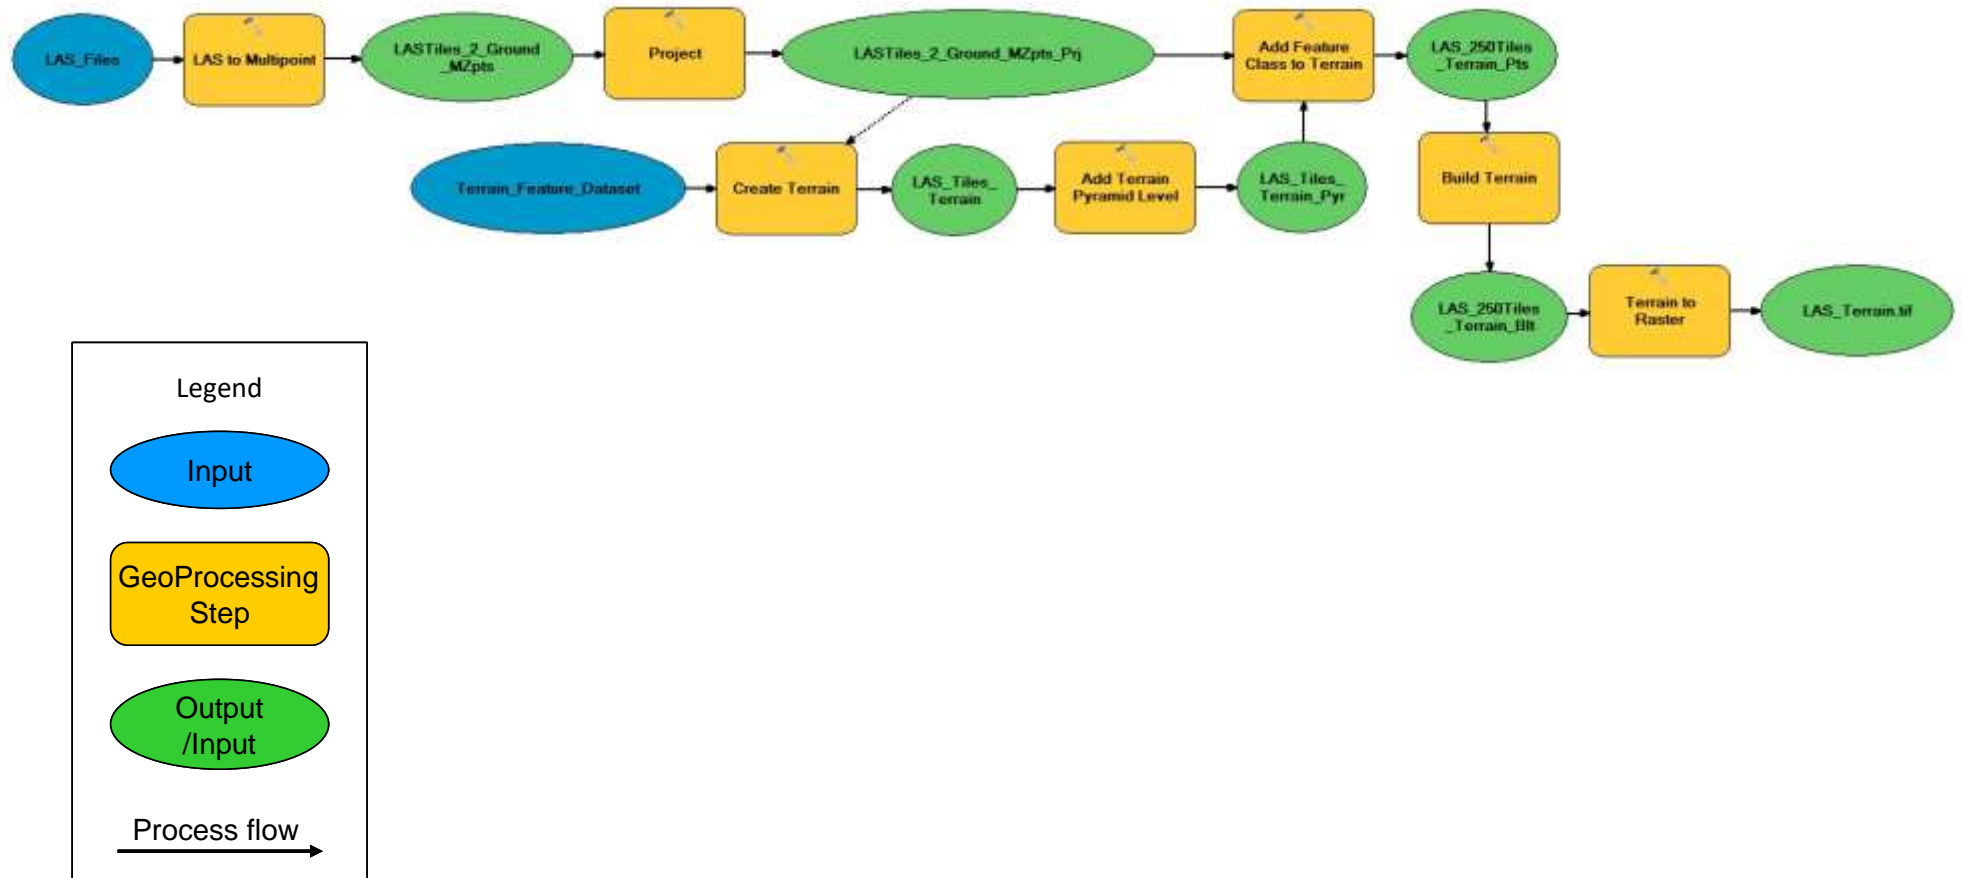 LAS_Files
LAS to Multipoint
LASTiles_2_Ground
_MZpts
Project
LASTiles_2_Ground_MZpts_Prj
Add Feature
Class to Terrain
LAS_250Tiles
_Terrain_Pts
Terrain_Feature_Dataset
Create Terrain
LAS_Tiles_
Terrain
Add Terrain
Pyramid Level
LAS_Tiles_
Terrain_Pyr
Build Terrain
LAS_250Tiles
_Terrain_Blt
Terrain to
Raster
LAS_Terrain.tif
Legend
Input
GeoProcessing
Step
Output
/Input
Process flow